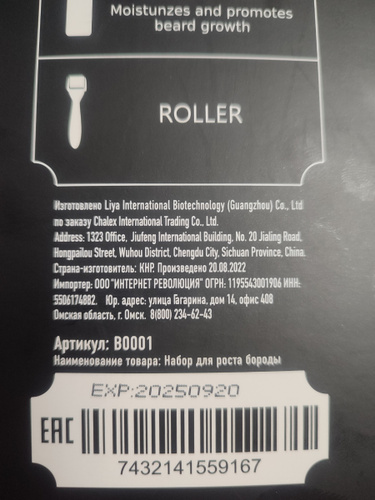 Moistunzes and promotes
beard growth
ROLLER
Изготовлено Liya International Biotechnology (Guangzhou) Co., Ltd
по заказу Chalex International Trading Co., Ltd.
Address: 1323 Office, Jiufeng International Building, No. 20 Jialing Road,
Hongpailou Street, Wuhou District, Chengdu City, Sichuan Province, China.
Страна-изготовитель: КНР. Произведено 20.08.2022
Импортер: ООО "ИНТЕРНЕТ РЕВОЛЮЦИЯ" ОГРН: 1195543001906 ИНН:
5506174882. Юр. адрес: улица Гагарина, дом 14, офис 408
Омская область, г. Омск. 8(800) 234-62-43
Артикул: B0001
Наименование товара: Набор для роста бороды
EXP:20250920
EAC
7432141559167